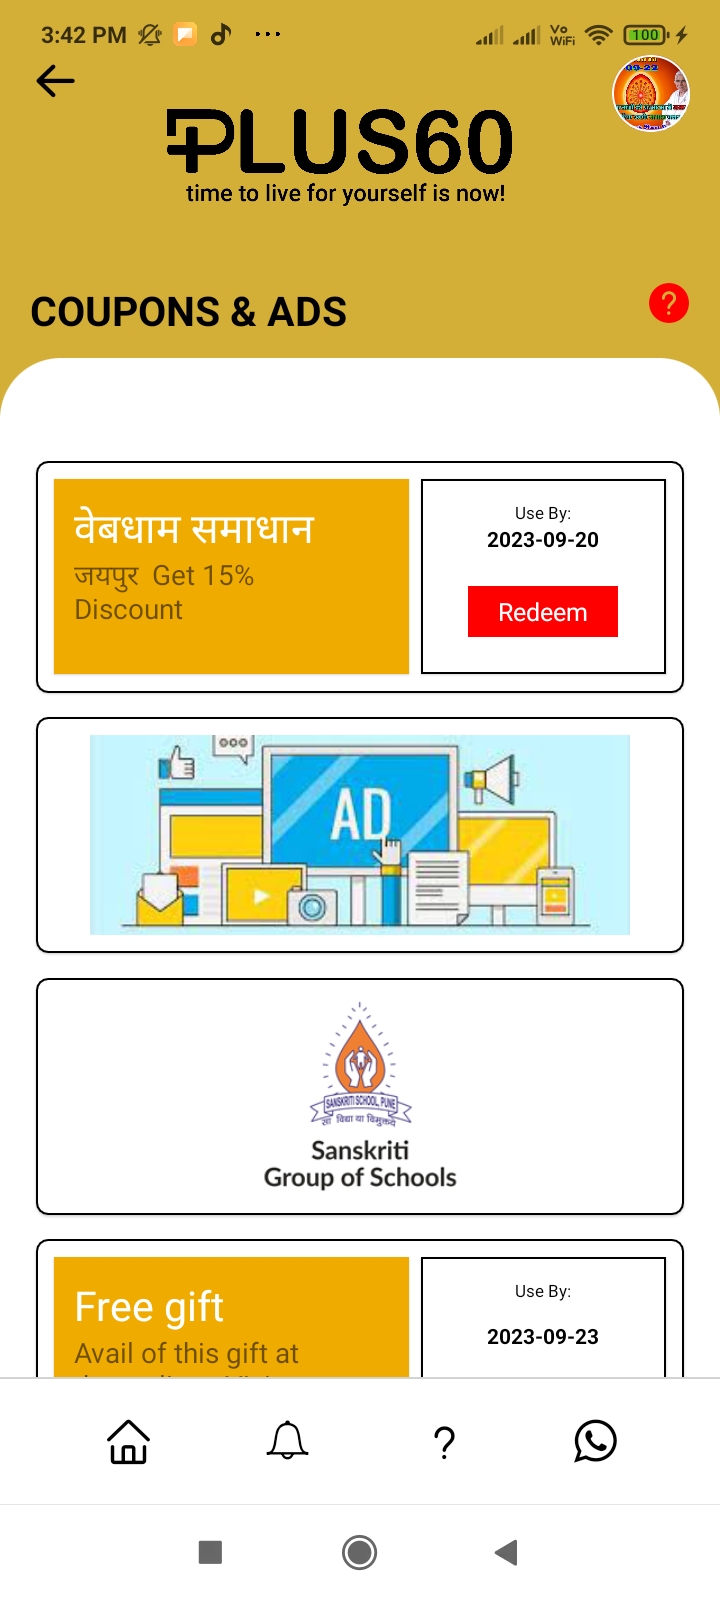 3:42 PM
Vo
WiFi
100
09-22
PLUS60
time to live for yourself is now!
COUPONS & ADS
?
वेबधाम समाधान
जयपुर Get 15%
Discount
Use By:
2023-09-20
Redeem
AD
SANSKRITI SCHOOL, PUNE
सा विद्या या विमुक्तये
Sanskriti
Group of Schools
Free gift
Avail of this gift at
Use By:
2023-09-23
?